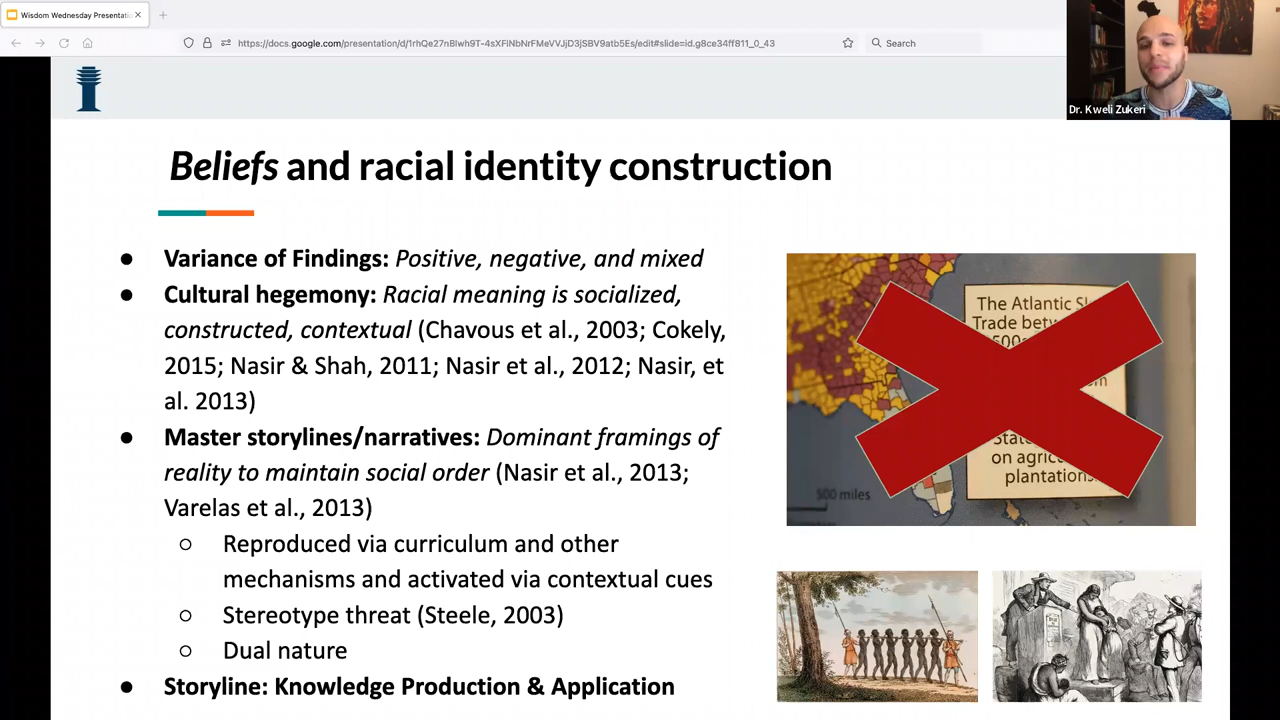 Wisdom Wednesday Presentati
https://docs.google.com/presentation/d/1rhQe27nBlwh9T-4sXFiNbNrFMeVVJjD3jSBV9atb5Es/edit#slide=id.g8ce34ff811_0_43
Search
Dr. Kweli Zukeri
Beliefs and racial identity construction
● Variance of Findings: Positive, negative, and mixed
● Cultural hegemony: Racial meaning is socialized,
constructed, contextual (Chavous et al., 2003; Cokely,
2015; Nasir & Shah, 2011; Nasir et al., 2012; Nasir, et
al. 2013)
● Master storylines/narratives: Dominant framings of
reality to maintain social order (Nasir et al., 2013;
Varelas et al., 2013)
○ Reproduced via curriculum and other
mechanisms and activated via contextual cues
○ Stereotype threat (Steele, 2003)
○ Dual nature
● Storyline: Knowledge Production & Application
The Atlantic
Trade
on
plantations
500 miles